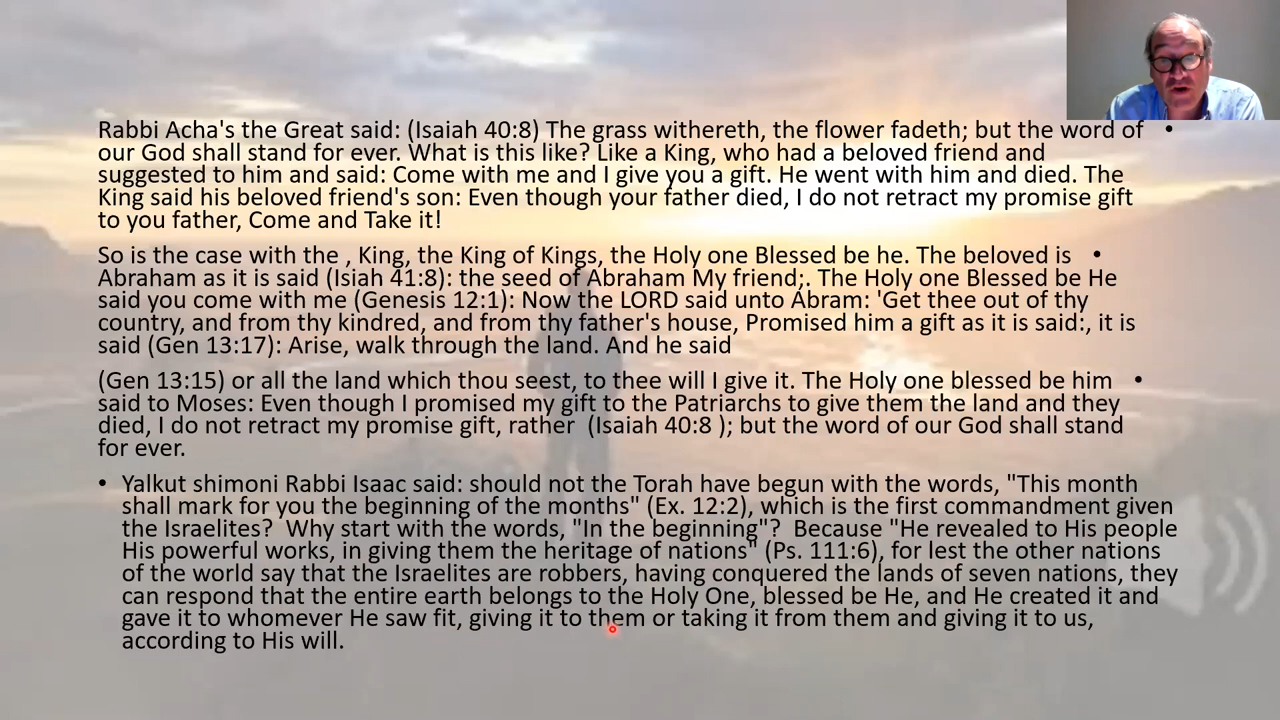 Rabbi Acha's the Great said: (Isaiah 40:8) The grass withereth, the flower fadeth; but the word of •
our God shall stand for ever. What is this like? Like a King, who had a beloved friend and
suggested to him and said: Come with me and I give you a gift. He went with him and died. The
King said his beloved friend's son: Even though your father died, I do not retract my promise gift
to you father, Come and Take it!
So is the case with the , King, the King of Kings, the Holy one Blessed be he. The beloved is •
Abraham as it is said (Isiah 41:8): the seed of Abraham My friend;. The Holy one Blessed be He
said you come with me (Genesis 12:1): Now the LORD said unto Abram: 'Get thee out of thy
country, and from thy kindred, and from thy father's house, Promised him a gift as it is said:, it is
said (Gen 13:17): Arise, walk through the land. And he said
(Gen 13:15) or all the land which thou seest, to thee will I give it. The Holy one blessed be him •
said to Moses: Even though I promised my gift to the Patriarchs to give them the land and they
died, I do not retract my promise gift, rather (Isaiah 40:8 ); but the word of our God shall stand
for ever.
• Yalkut shimoni Rabbi Isaac said: should not the Torah have begun with the words, "This month
shall mark for you the beginning of the months" (Ex. 12:2), which is the first commandment given
the Israelites? Why start with the words, "In the beginning"? Because "He revealed to His people
His powerful works, in giving them the heritage of nations" (Ps. 111:6), for lest the other nations
of the world say that the Israelites are robbers, having conquered the lands of seven nations, they
can respond that the entire earth belongs to the Holy One, blessed be He, and He created it and
gave it to whomever He saw fit, giving it to them or taking it from them and giving it to us,
according to His will.